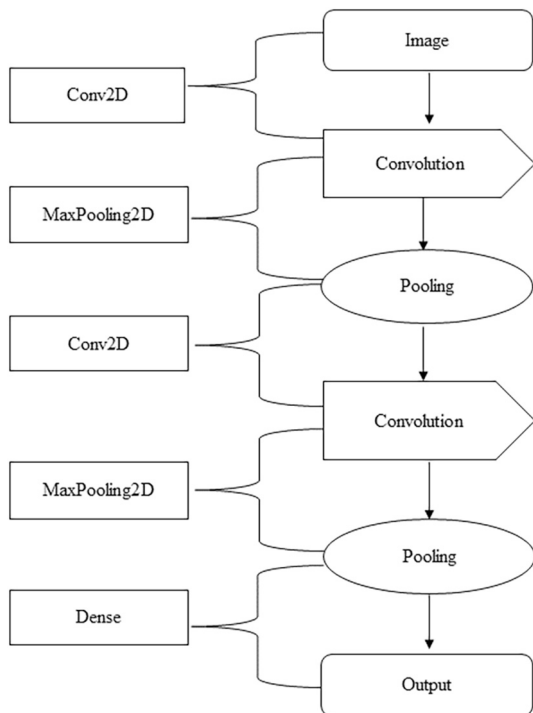 Image
Conv2D
Convolution
MaxPooling2D
Pooling
Conv2D
Convolution
MaxPooling2D
Pooling
Dense
Output